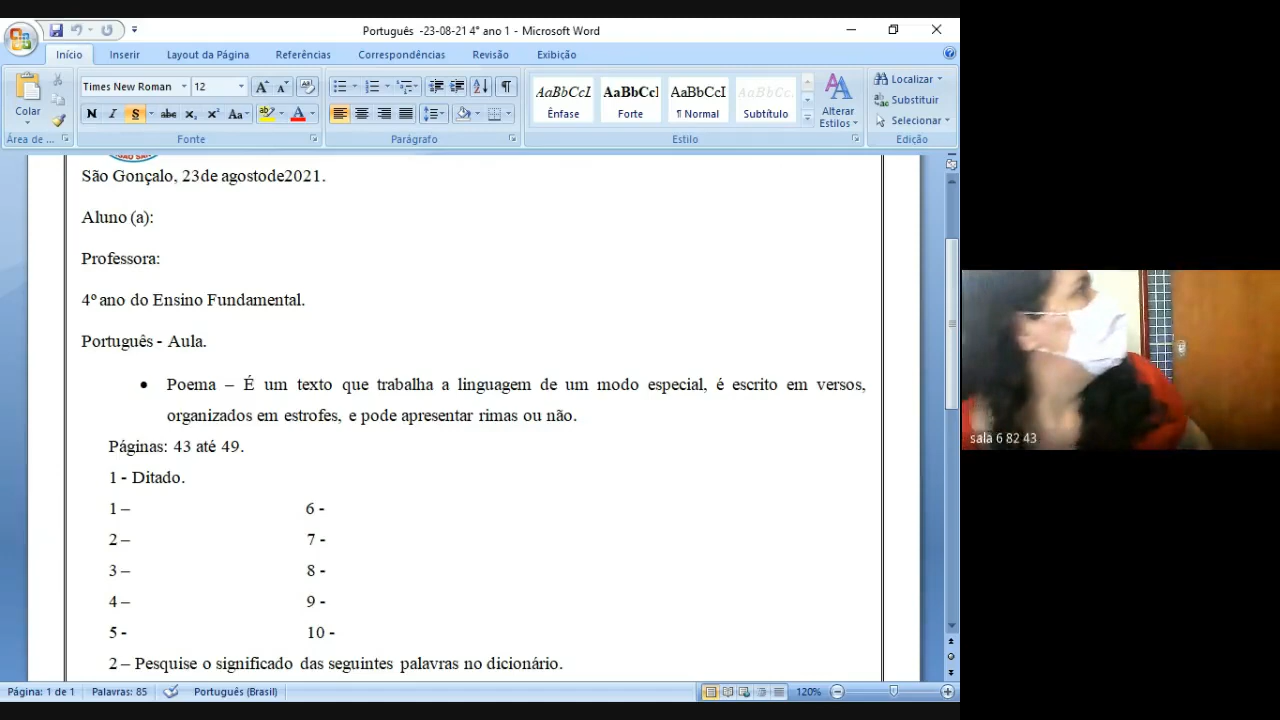 Português -23-08-21 4° ano 1 - Microsoft Word
Início Inserir Layout da Página Referências Correspondências Revisão Exibição
Times New Roman 12
Colar
N I S abc x₂ x² Aa A
AaBbCcI AaBbCcI AaBbCcI AaBbCc.
Ênfase Forte ¶ Normal Subtítulo
Alterar Estilos
Localizar
Substituir
Selecionar
Área de ... Fonte Parágrafo Estilo Edição
São Gonçalo, 23de agostode2021.
Aluno (a):
Professora:
4º ano do Ensino Fundamental.
Português - Aula.
• Poema – É um texto que trabalha a linguagem de um modo especial, é escrito em versos,
organizados em estrofes, e pode apresentar rimas ou não.
Páginas: 43 até 49.
1 - Ditado.
1 – 6 -
2 – 7 -
3 – 8 -
4 – 9 -
5 - 10 -
2 – Pesquise o significado das seguintes palavras no dicionário.
Página: 1 de 1 Palavras: 85 Português (Brasil) 120%
sala 6 82 43